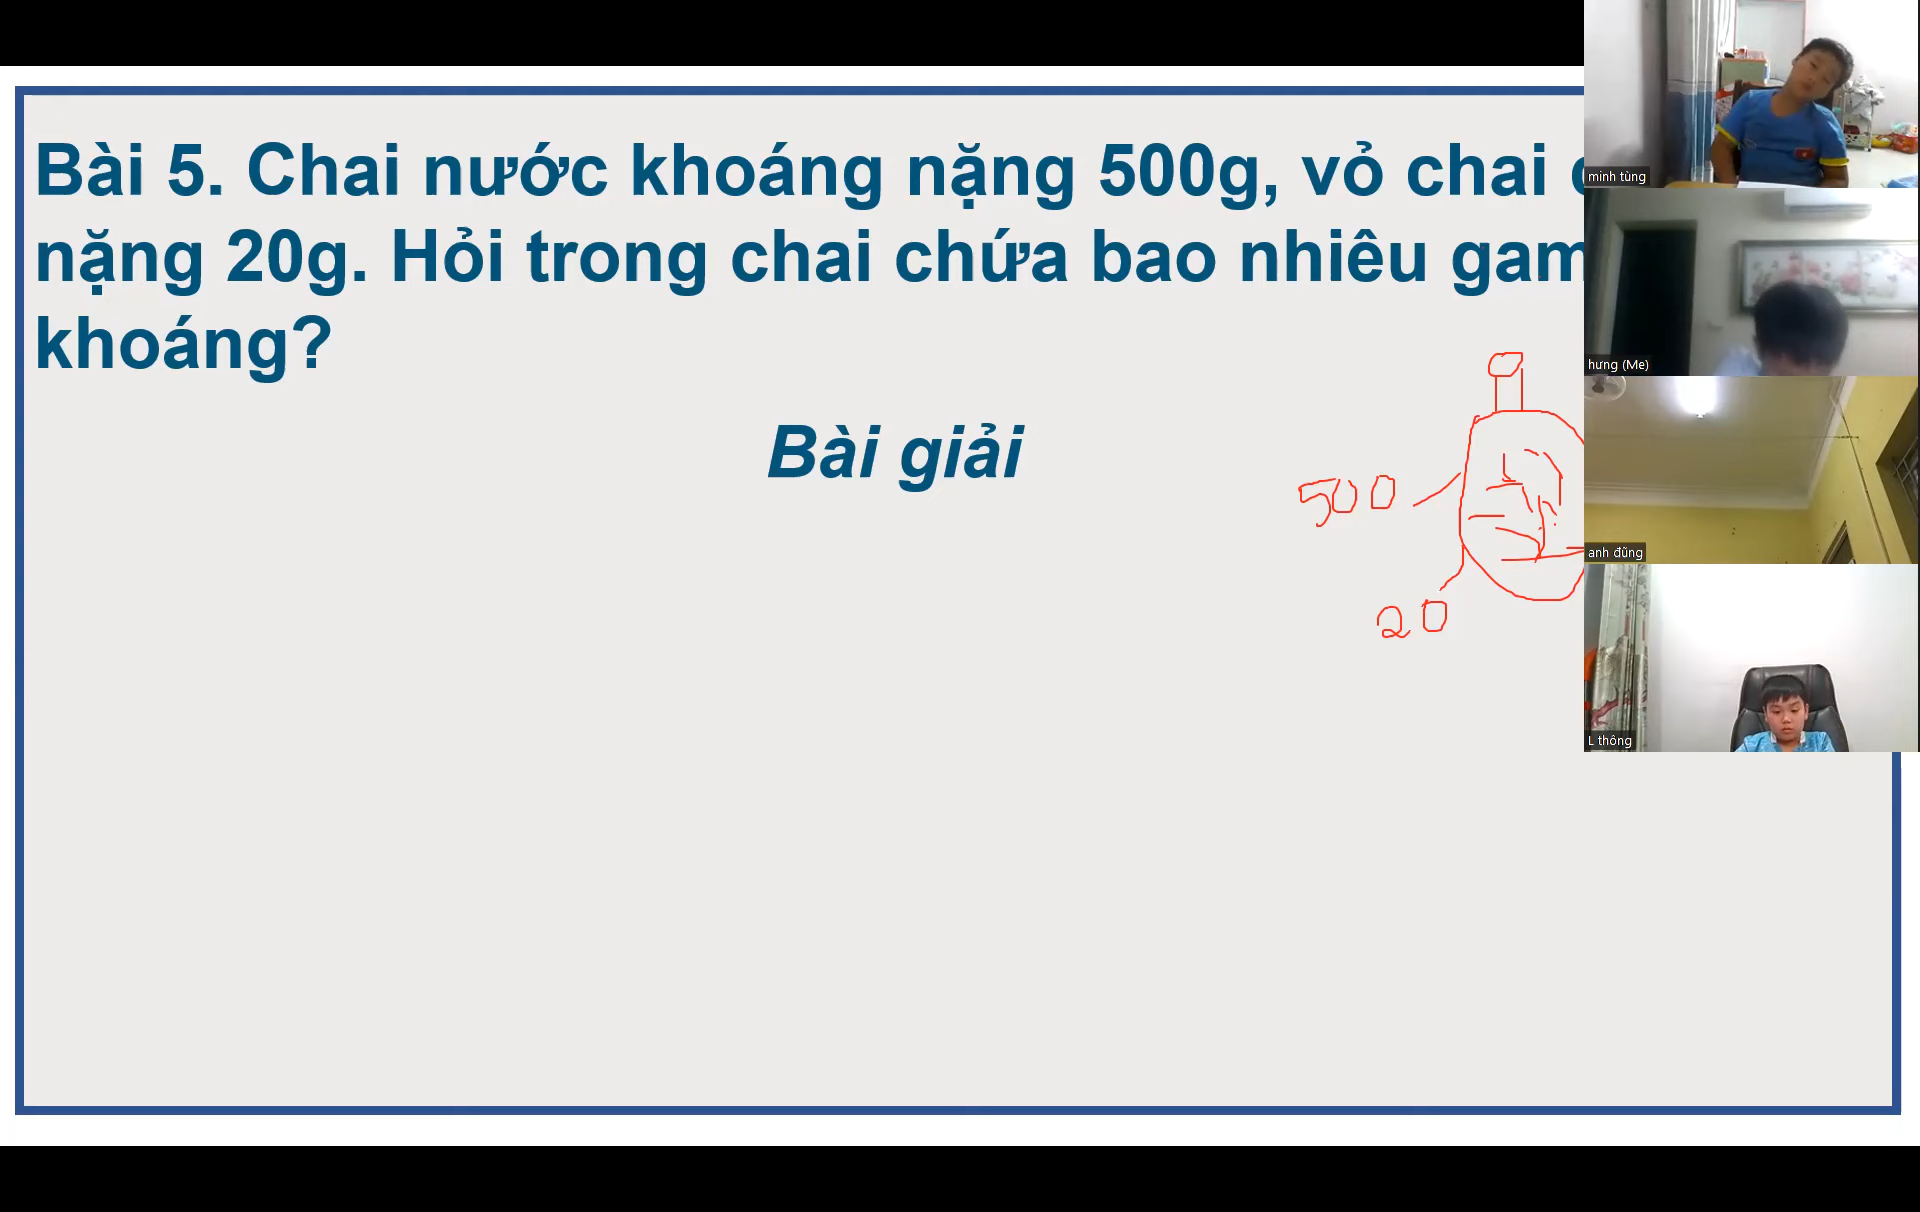 Bài 5. Chai nước khoáng nặng 500g, vỏ chai
nặng 20g. Hỏi trong chai chứa bao nhiêu gam
khoáng?
Bài giải
500
20
minh tùng
hưng (Me)
anh đũng
L thông